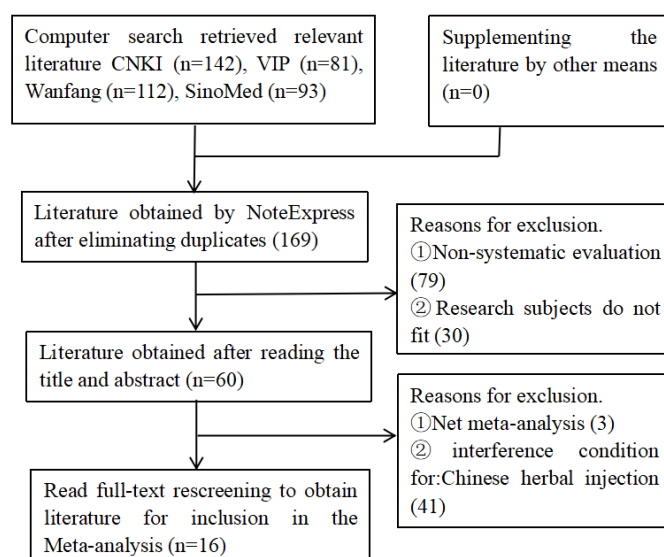 Computer search retrieved relevant
literature CNKI (n=142), VIP (n=81),
Wanfang (n=112), SinoMed (n=93)
Supplementing the
literature by other means
(n=0)
Literature obtained by NoteExpress
after eliminating duplicates (169)
Reasons for exclusion.
①Non-systematic evaluation
(79)
② Research subjects do not
fit (30)
Literature obtained after reading the
title and abstract (n=60)
Reasons for exclusion.
①Net meta-analysis (3)
② interference condition
for:Chinese herbal injection
(41)
Read full-text rescreening to obtain
literature for inclusion in the
Meta-analysis (n=16)